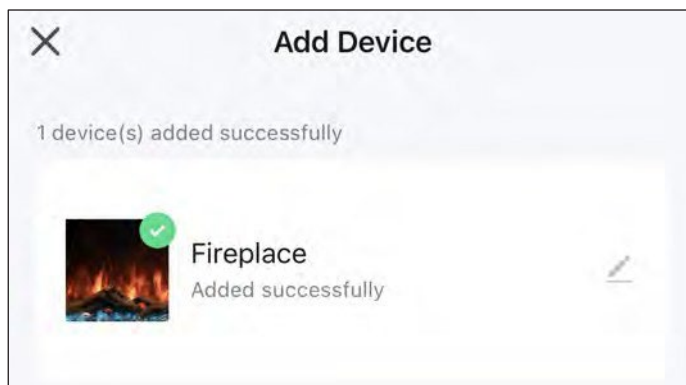 Add Device
1 device(s) added successfully
Fireplace
Added successfully